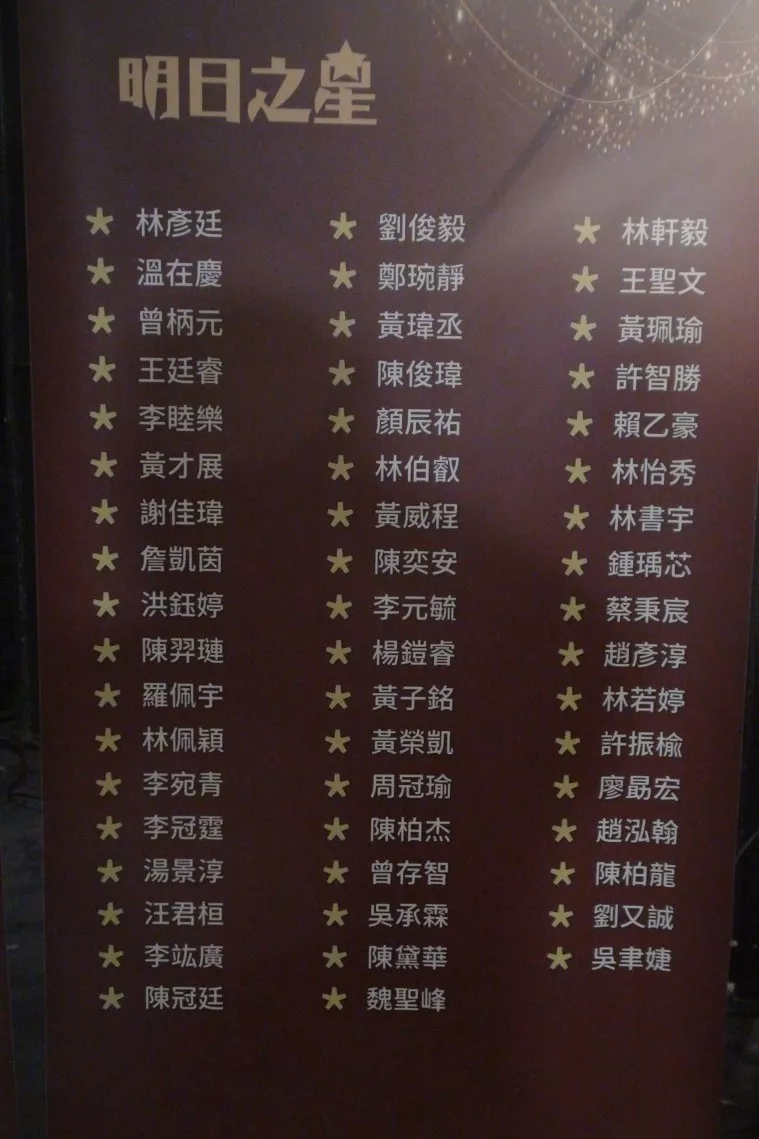 明日之星
林彥廷
溫在慶
曾柄元
王廷睿
李睦樂
黃才展
謝佳瑋
詹凱茵
洪鈺婷
陳羿璉
羅佩宇
林佩穎
李宛青
李冠霆
湯景淳
汪君桓
李竑廣
陳冠廷
劉俊毅
鄭琬靜
黃瑋丞
陳俊瑋
顏辰祐
林伯叡
黃威程
陳奕安
李元毓
楊鎧睿
黃子銘
黃榮凱
周冠瑜
陳柏杰
曾存智
吳承霖
陳黛華
魏聖峰
林軒毅
王聖文
黃珮瑜
許智勝
賴乙豪
林怡秀
林書宇
鍾瑀芯
蔡秉宸
趙彥淳
林若婷
許振榆
廖勗宏
趙泓翰
陳柏龍
劉又誠
吳聿婕